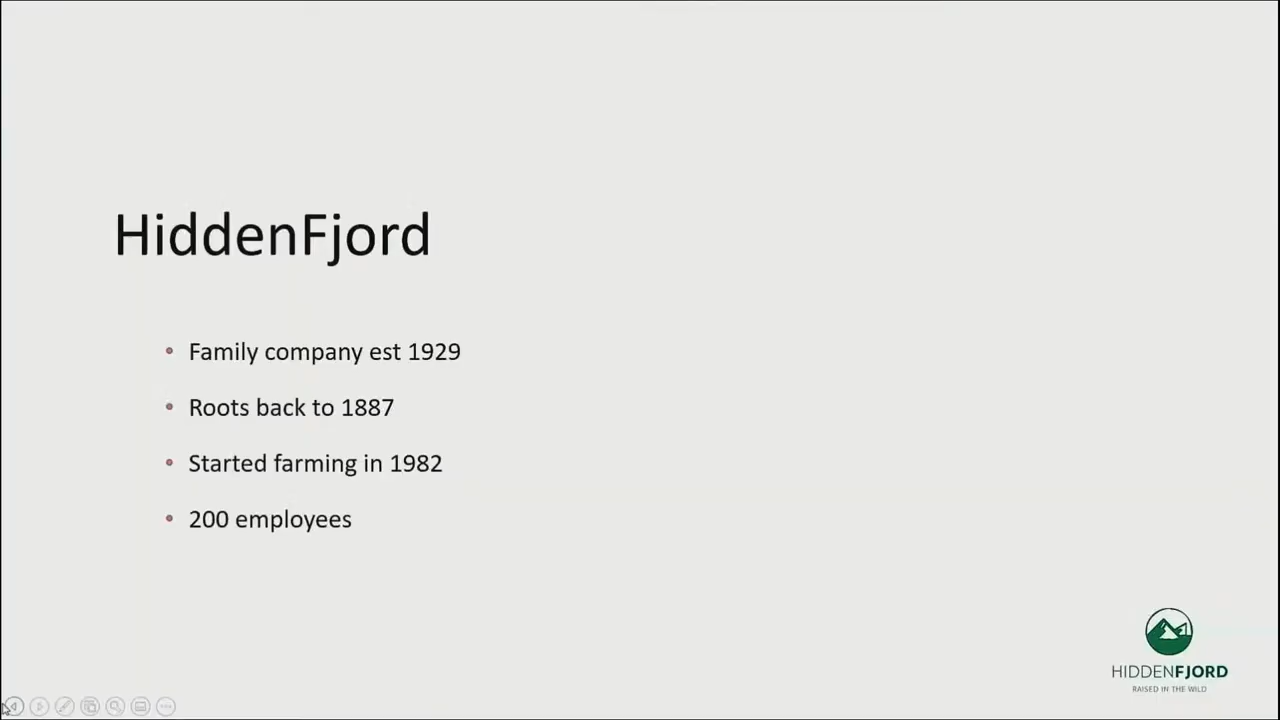 HiddenFjord
• Family company est 1929
• Roots back to 1887
• Started farming in 1982
• 200 employees
HIDDENFJORD
RAISED IN THE WILD